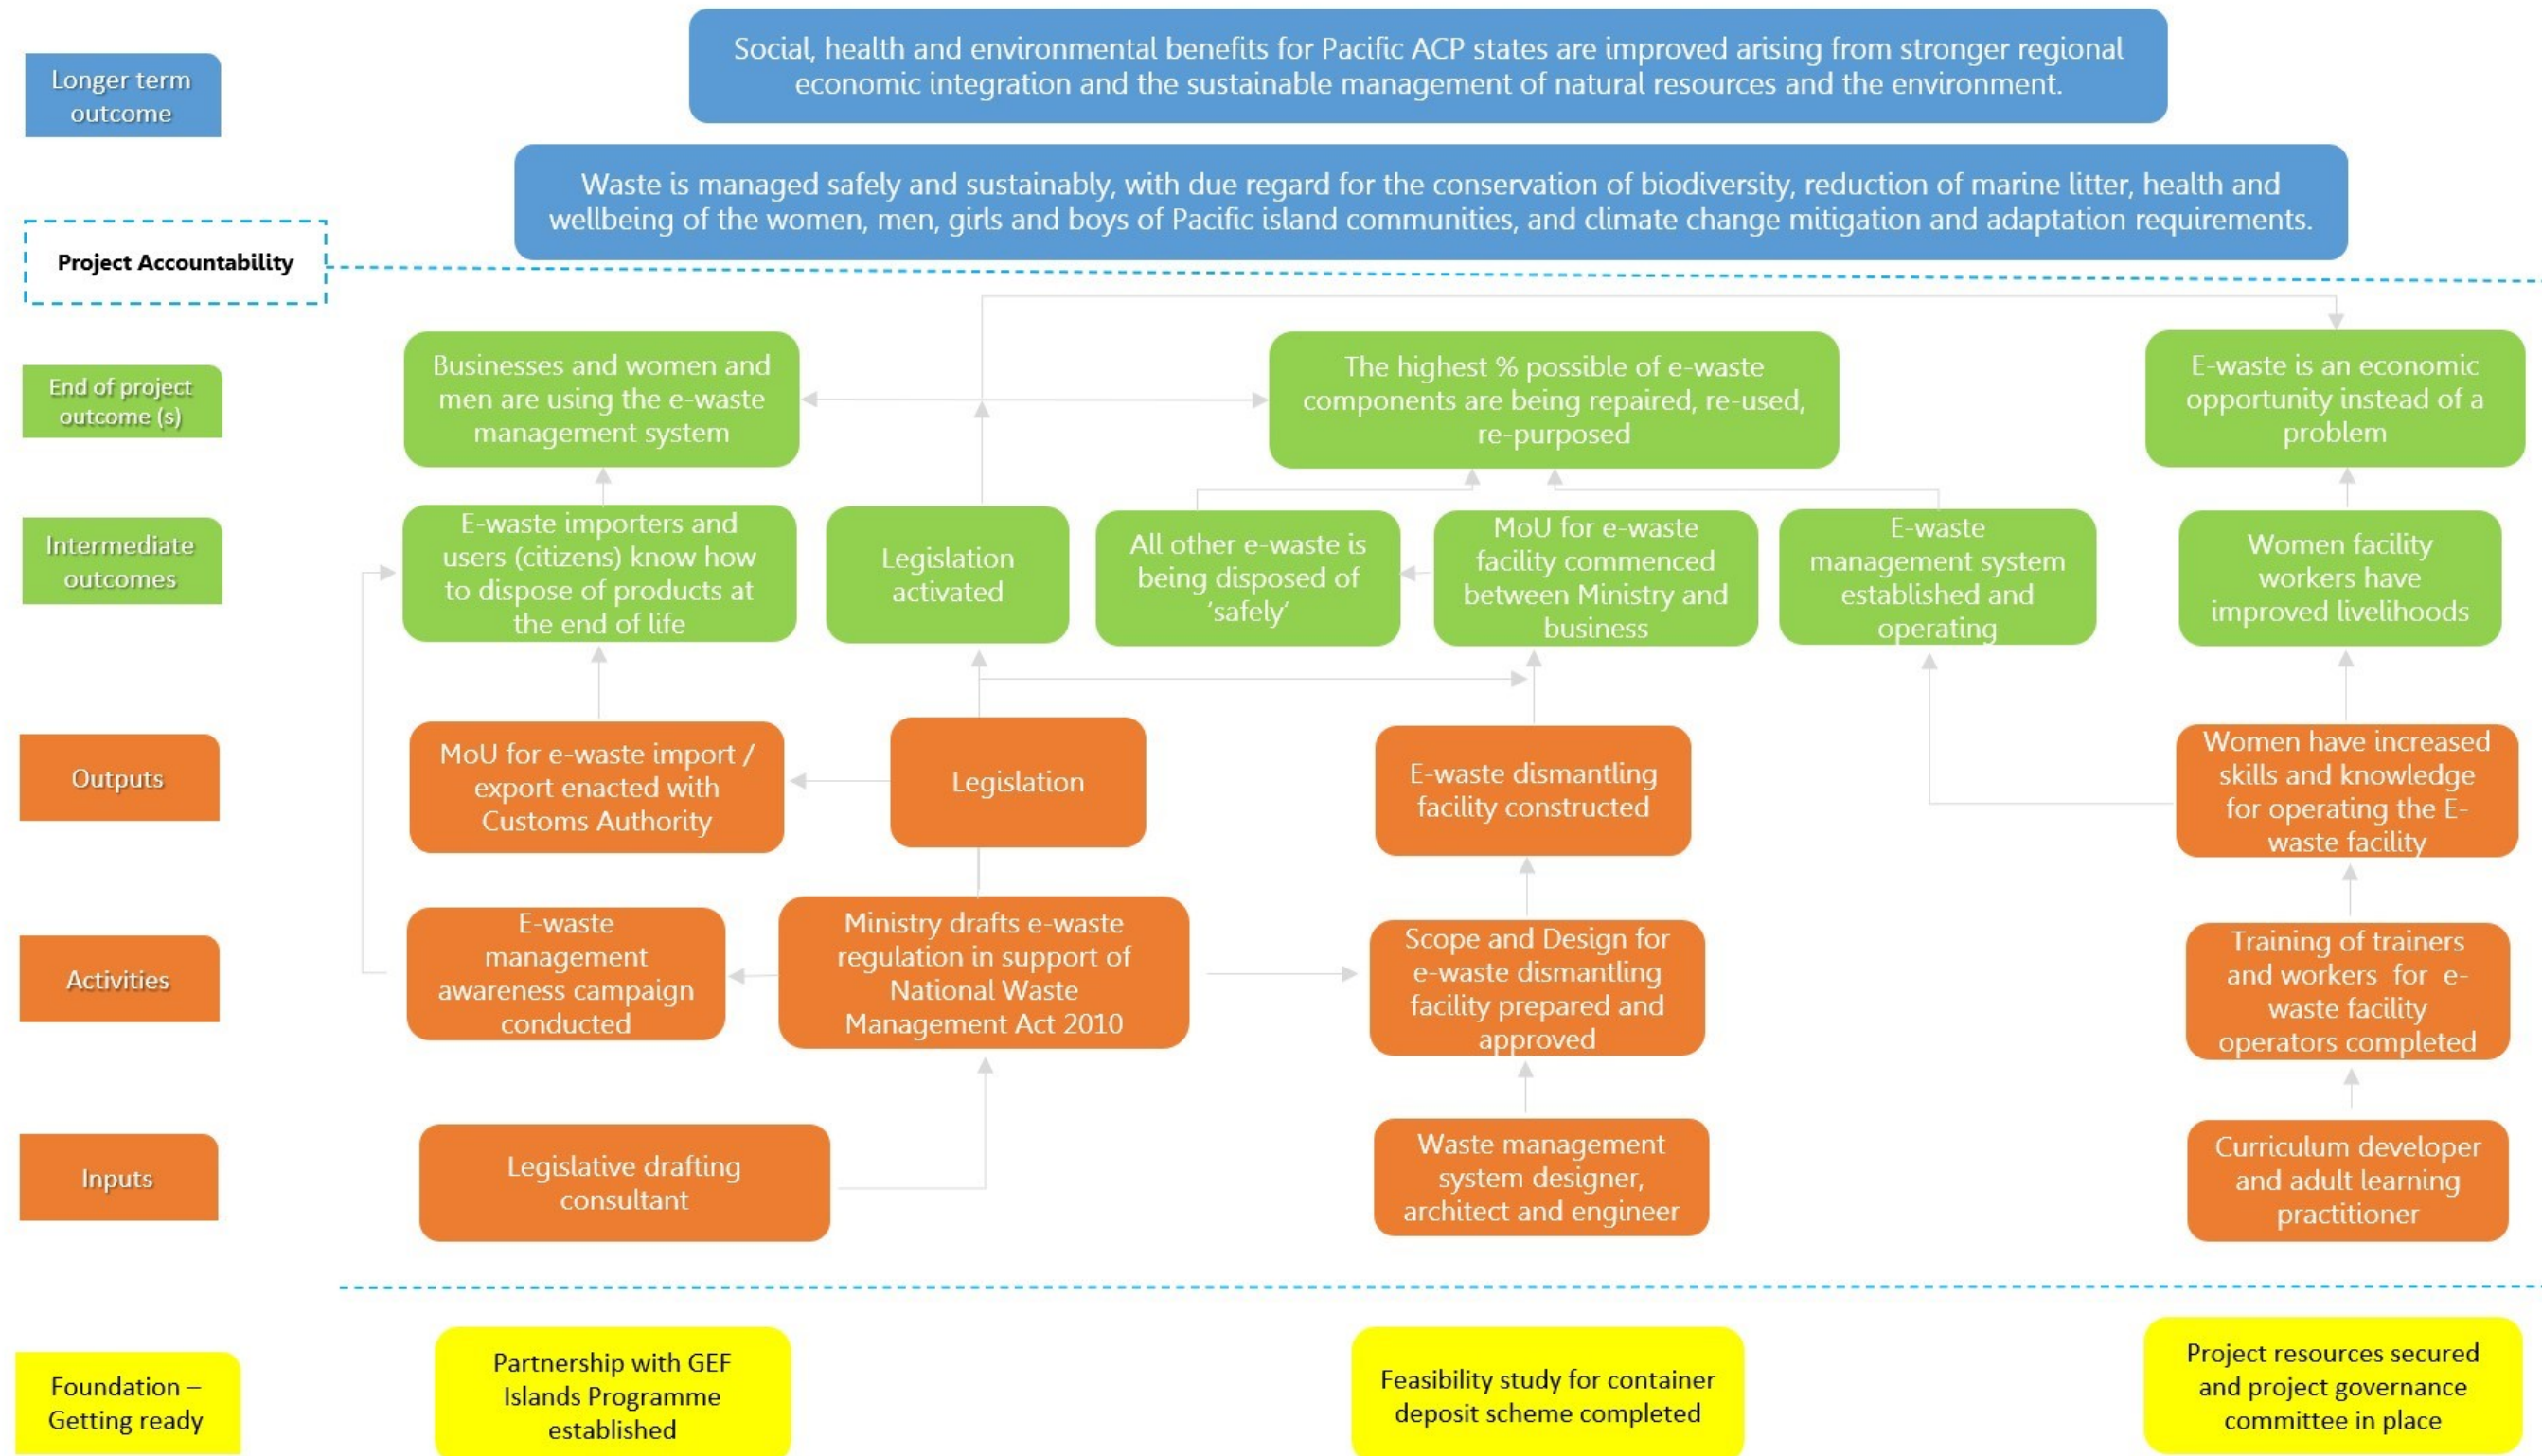 Longer term
outcome
Social, health and environmental benefits for Pacific ACP states are improved arising from stronger regional
economic integration and the sustainable management of natural resources and the environment.
Waste is managed safely and sustainably, with due regard for the conservation of biodiversity, reduction of marine litter, health and
wellbeing of the women, men, girls and boys of Pacific island communities, and climate change mitigation and adaptation requirements.
Project Accountability
End of project
outcome (s)
Businesses and women and
men are using the e-waste
management system
The highest % possible of e-waste
components are being repaired, re-used,
re-purposed
E-waste is an economic
opportunity instead of a
problem
Intermediate
outcomes
E-waste importers and
users (citizens) know how
to dispose of products at
the end of life
Legislation
activated
All other e-waste is
being disposed of
‘safely’
MoU for e-waste
facility commenced
between Ministry and
business
E-waste
management system
established and
operating
Women facility
workers have
improved livelihoods
Outputs
MoU for e-waste import /
export enacted with
Customs Authority
Legislation
E-waste dismantling
facility constructed
Women have increased
skills and knowledge
for operating the E-
waste facility
Activities
E-waste
management
awareness campaign
conducted
Ministry drafts e-waste
regulation in support of
National Waste
Management Act 2010
Scope and Design for
e-waste dismantling
facility prepared and
approved
Training of trainers
and workers for e-
waste facility
operators completed
Inputs
Legislative drafting
consultant
Waste management
system designer,
architect and engineer
Curriculum developer
and adult learning
practitioner
Foundation –
Getting ready
Partnership with GEF
Islands Programme
established
Feasibility study for container
deposit scheme completed
Project resources secured
and project governance
committee in place